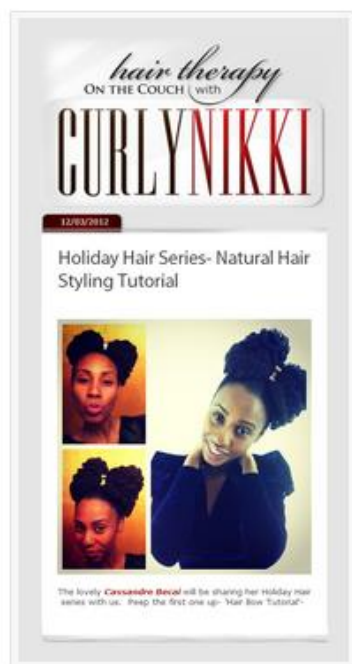 hair therapy
ON THE COUCH with
CURLYNIKKI
12/03/2012
Holiday Hair Series- Natural Hair
Styling Tutorial
The lovely Cassandre Becai will be sharing her Holiday Hair
series with us. Peep the first one up- 'Hair Bow Tutorial'-